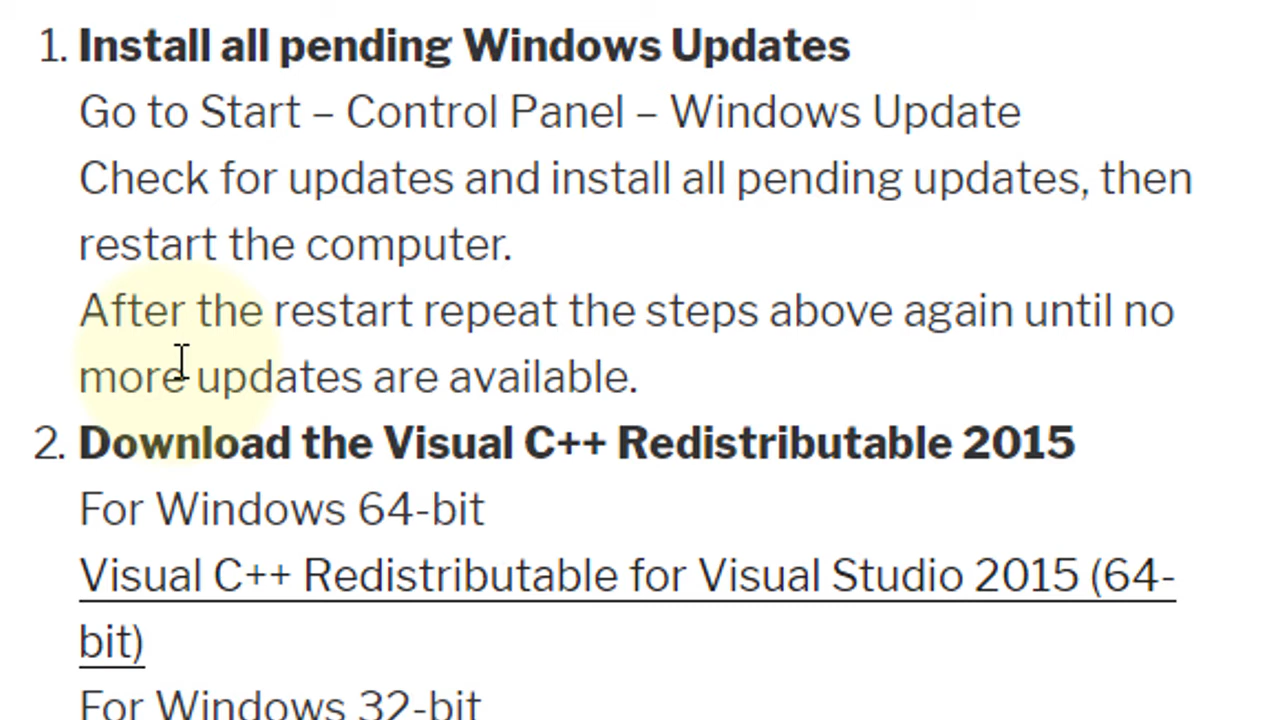 1. Install all pending Windows Updates
Go to Start – Control Panel – Windows Update
Check for updates and install all pending updates, then
restart the computer.
After the restart repeat the steps above again until no
more updates are available.
2. Download the Visual C++ Redistributable 2015
For Windows 64-bit
Visual C++ Redistributable for Visual Studio 2015 (64-
bit)
For Windows 32-bit